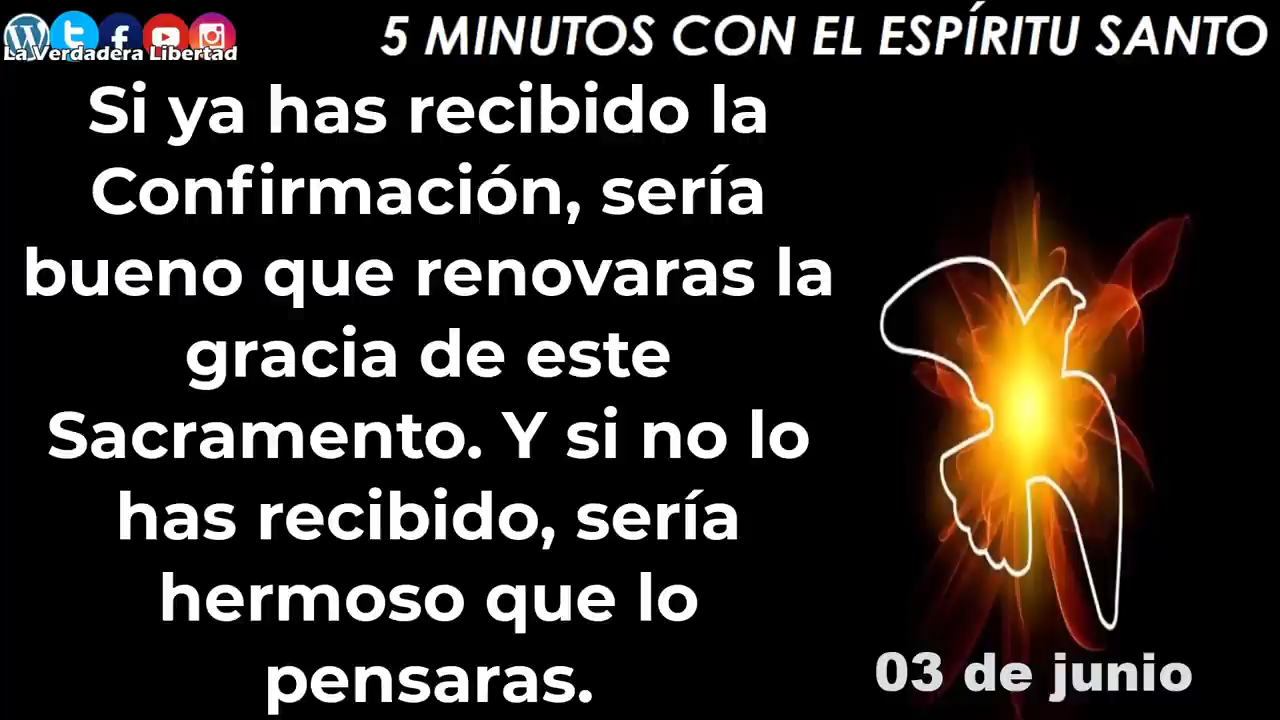 5 MINUTOS CON EL ESPÍRITU SANTO
La Verdadera Libertad
Si ya has recibido la
Confirmación, sería
bueno que renovaras la
gracia de este
Sacramento. Y si no lo
has recibido, sería
hermoso que lo
pensaras.
03 de junio